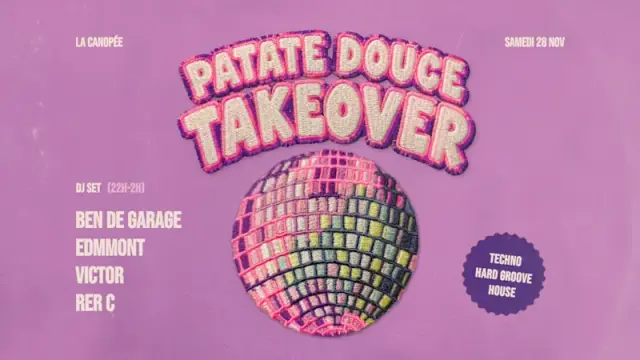 LA CANOPÉE
SAMEDI 28 NOV
PATATE DOUCE
TAKEOVER
DJ SET (22H-2H)
BEN DE GARAGE
EDMMONT
VICTOR
RER C
TECHNO
HARD GROOVE
HOUSE